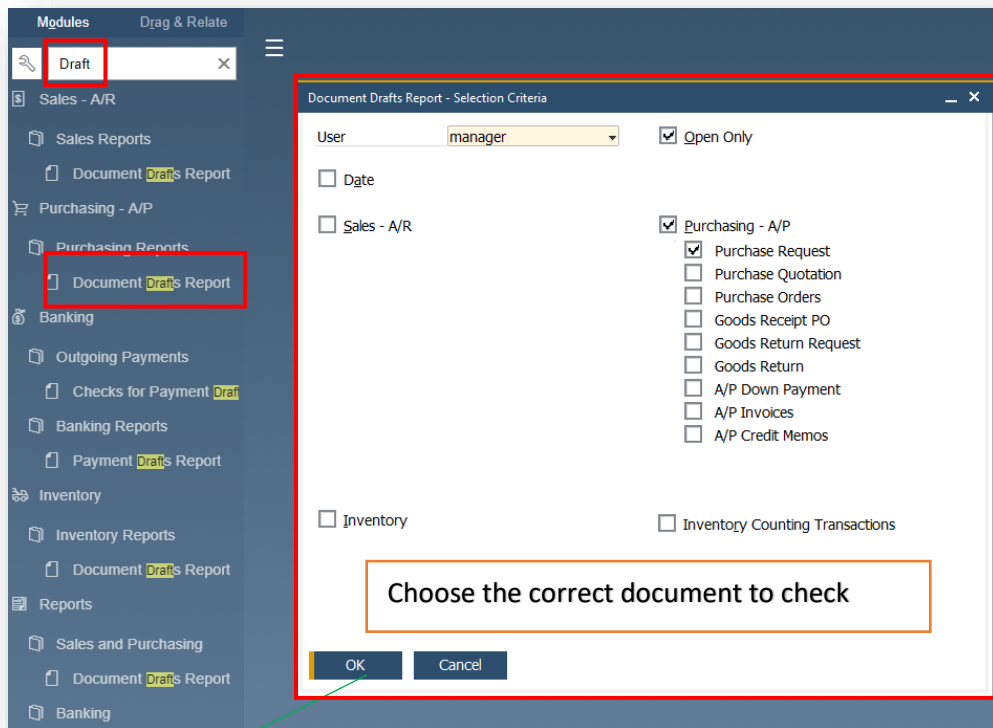 Modules Drag & Relate
Draft
Sales - A/R
Sales Reports
Document Drafts Report
Purchasing - A/P
Purchasing Reports
Document Drafts Report
Banking
Outgoing Payments
Checks for Payment Draft
Banking Reports
Payment Drafts Report
Inventory
Inventory Reports
Document Drafts Report
Reports
Sales and Purchasing
Document Drafts Report
Banking
Document Drafts Report - Selection Criteria
User manager Open Only
Date
Sales - A/R Purchasing - A/P
Purchase Request
Purchase Quotation
Purchase Orders
Goods Receipt PO
Goods Return Request
Goods Return
A/P Down Payment
A/P Invoices
A/P Credit Memos
Inventory Inventory Counting Transactions
Choose the correct document to check
OK Cancel